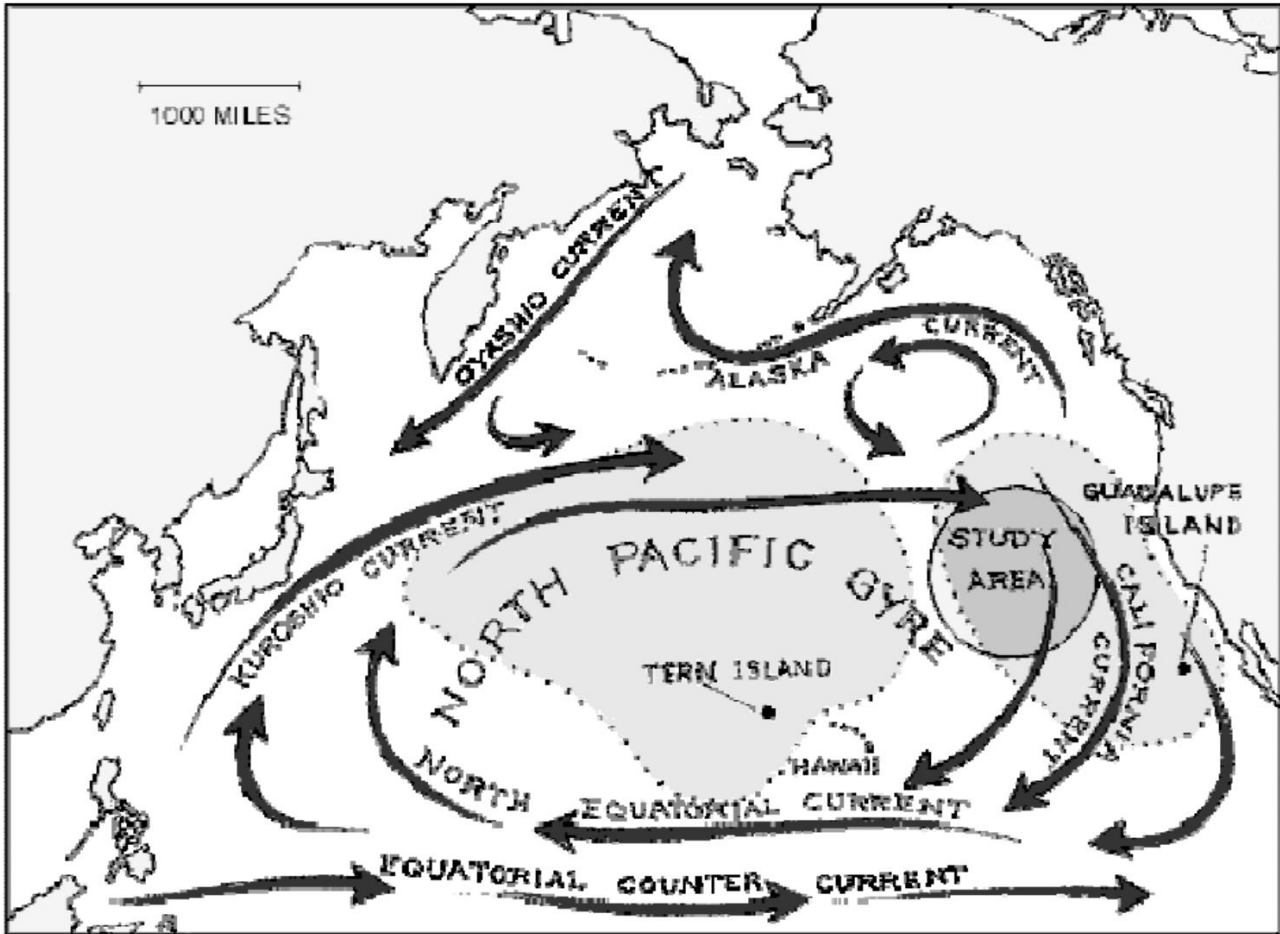 1000 MILES
OYASHIO CURRENT
ALASKA CURRENT
GUADALUPE
ISLAND
KUROSHIO CURRENT
STUDY
AREA
NORTH PACIFIC GYRE
CALIFORNIA
CURRENT
TERN ISLAND
HAWAII
NORTH EQUATORIAL CURRENT
EQUATORIAL COUNTER CURRENT